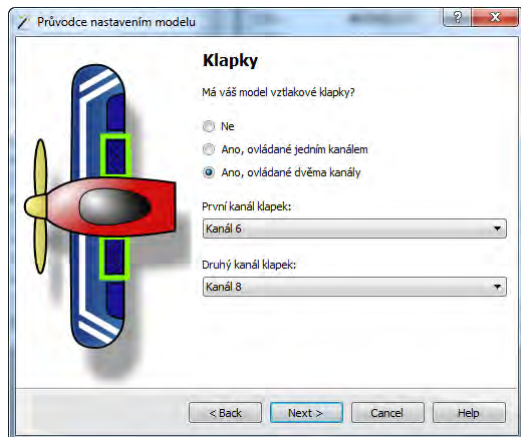 Průvodce nastavením modelu
Klapky
Má váš model vztlakové klapky?
Ne
Ano, ovládané jedním kanálem
Ano, ovládané dvěma kanály
První kanál klapek:
Kanál 6
Druhý kanál klapek:
Kanál 8
< Back Next > Cancel Help